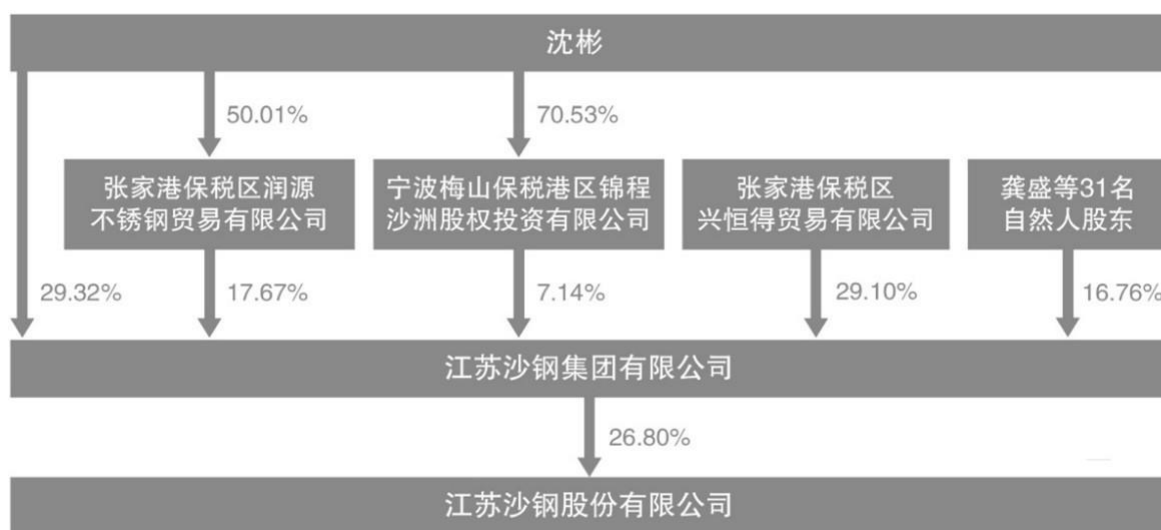 沈彬
50.01%
70.53%
张家港保税区润源
不锈钢贸易有限公司
宁波梅山保税港区锦程
沙洲股权投资有限公司
张家港保税区
兴恒得贸易有限公司
龚盛等31名
自然人股东
29.32%
17.67%
7.14%
29.10%
16.76%
江苏沙钢集团有限公司
26.80%
江苏沙钢股份有限公司